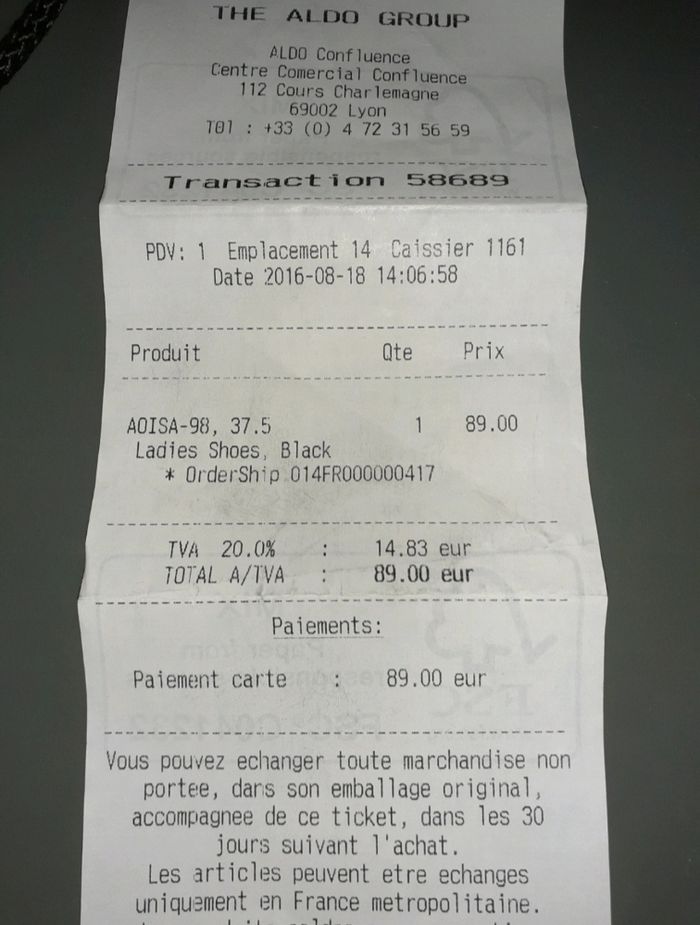 THE ALDO GROUP
ALDO Confluence
Centre Comercial Confluence
112 Cours Charlemagne
69002 Lyon
Tél : +33 (0) 4 72 31 56 59
Transaction 58689
PDV: 1 Emplacement 14 Caissier 1161
Date 2016-08-18 14:06:58
Produit Qte Prix
AOISA-98, 37.5 1 89.00
Ladies Shoes, Black
* OrderShip 014FR000000417
TVA 20.0% : 14.83 eur
TOTAL A/TVA : 89.00 eur
Paiements:
Paiement carte : 89.00 eur
Vous pouvez echanger toute marchandise non
portee, dans son emballage original,
accompagnee de ce ticket, dans les 30
jours suivant l'achat.
Les articles peuvent etre echanges
uniquement en France metropolitaine.